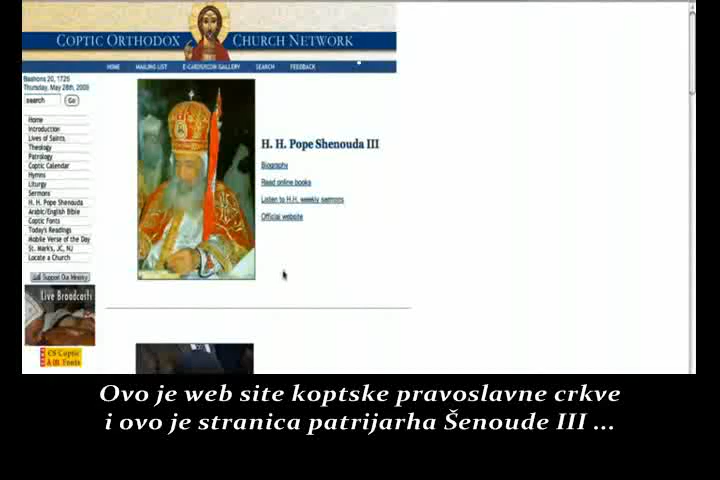 COPTIC ORTHODOX CHURCH NETWORK
HOME MAILING LIST E-CARDS/ICON GALLERY SEARCH FEEDBACK
Bashons 20, 1725
Thursday, May 28th, 2009
search Go
Home
Introduction
Lives of Saints
Theology
Patrology
Coptic Calendar
Hymns
Liturgy
Sermons
H. H. Pope Shenouda
Arabic/English Bible
Coptic Fonts
Today's Readings
Mobile Verse of the Day
St. Mark's, JC, NJ
Locate a Church
Support Our Ministry
Live Broadcasts
CS Coptic
Fonts
H. H. Pope Shenouda III
Biography
Read online books
Listen to H.H. weekly sermons
Official website
Ovo je web site koptske pravoslavne crkve
i ovo je stranica patrijarha Šenoude III ...